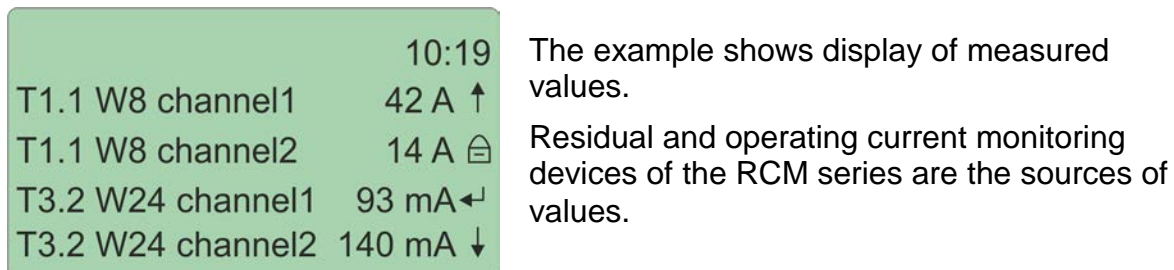 10:19
T1.1 W8 channel1 42 A ↑
T1.1 W8 channel2 14 A
T3.2 W24 channel1 93 mA ↵
T3.2 W24 channel2 140 mA ↓
The example shows display of measured
values.
Residual and operating current monitoring
devices of the RCM series are the sources of
values.